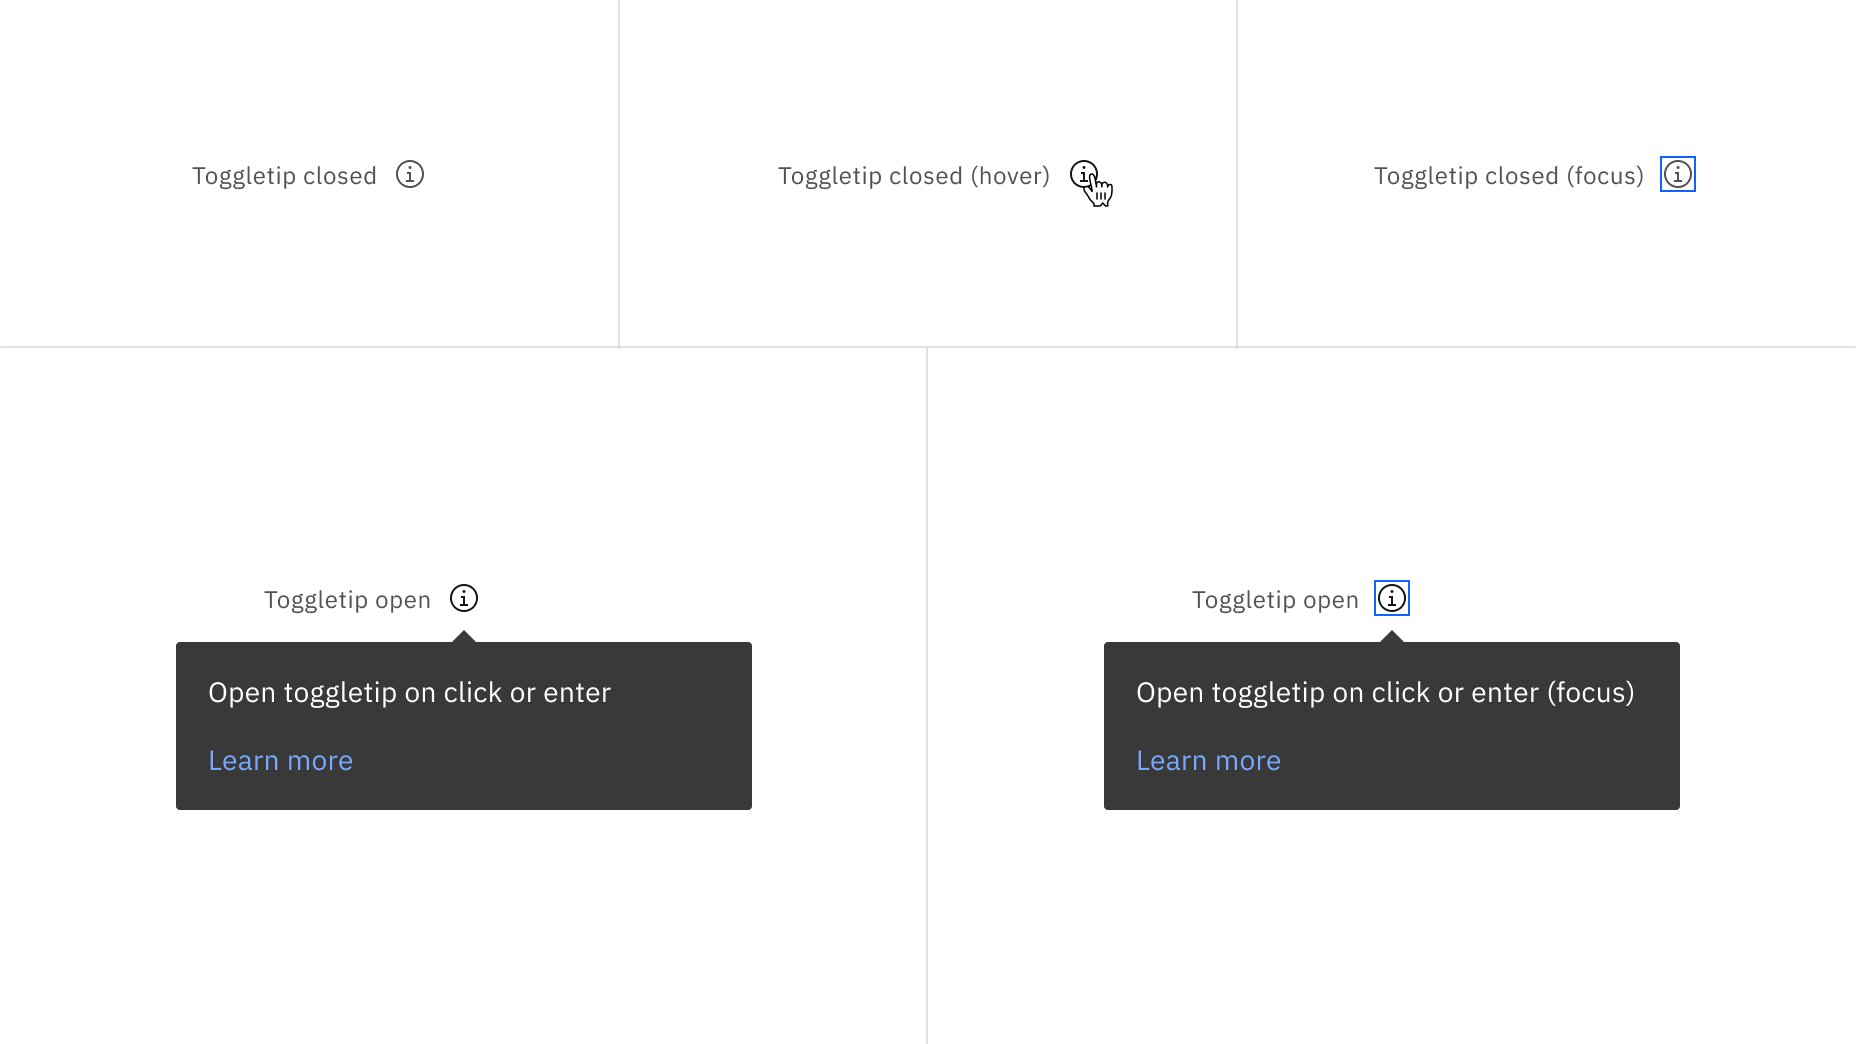 Toggletip closed
Toggletip closed (hover)
Toggletip closed (focus)
Toggletip open
Open toggletip on click or enter
Learn more
Toggletip open
Open toggletip on click or enter (focus)
Learn more